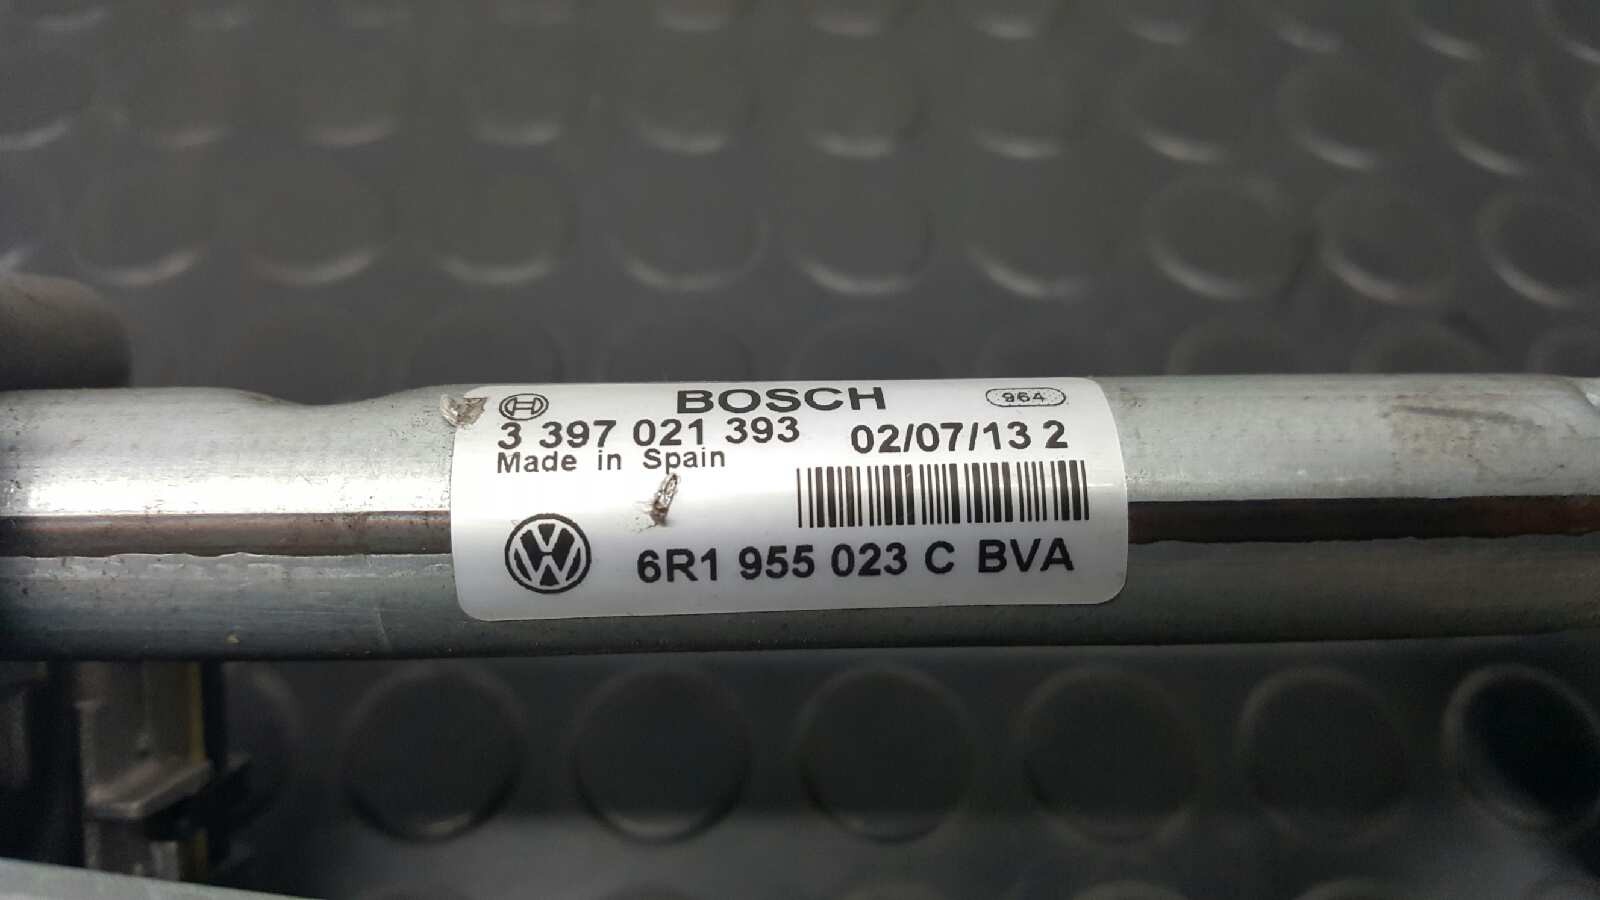 BOSCH 964
3 397 021 393 02/07/13 2
Made in Spain
6R1 955 023 C BVA